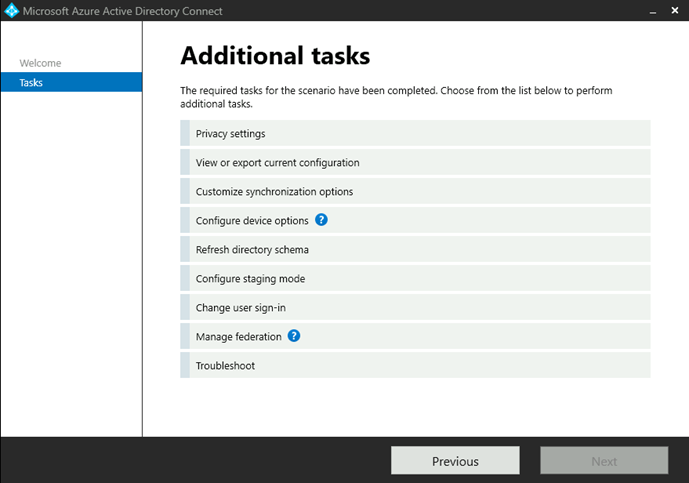 Microsoft Azure Active Directory Connect
Welcome
Tasks
Additional tasks
The required tasks for the scenario have been completed. Choose from the list below to perform
additional tasks.
Privacy settings
View or export current configuration
Customize synchronization options
Configure device options ?
Refresh directory schema
Configure staging mode
Change user sign-in
Manage federation ?
Troubleshoot
Previous
Next